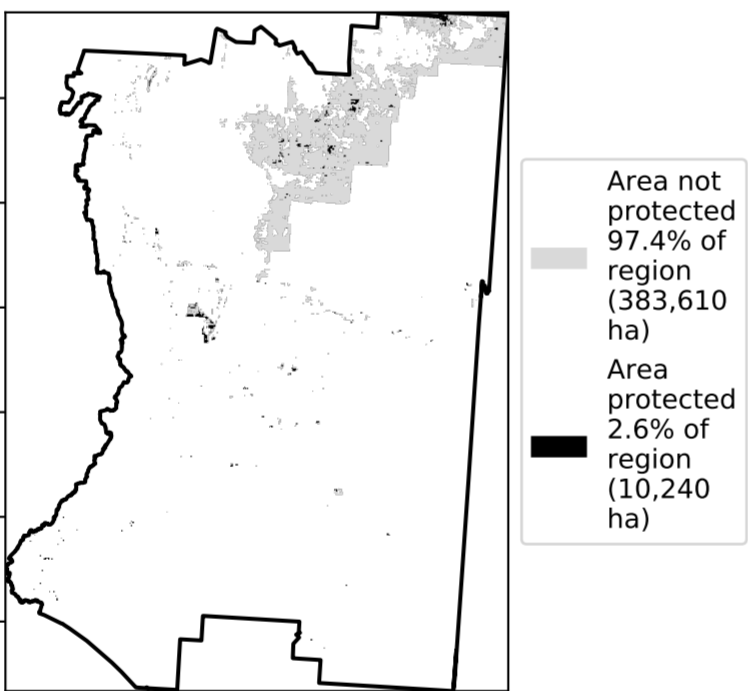 Area not
protected
97.4% of
region
(383,610
ha)
Area
protected
2.6% of
region
(10,240
ha)